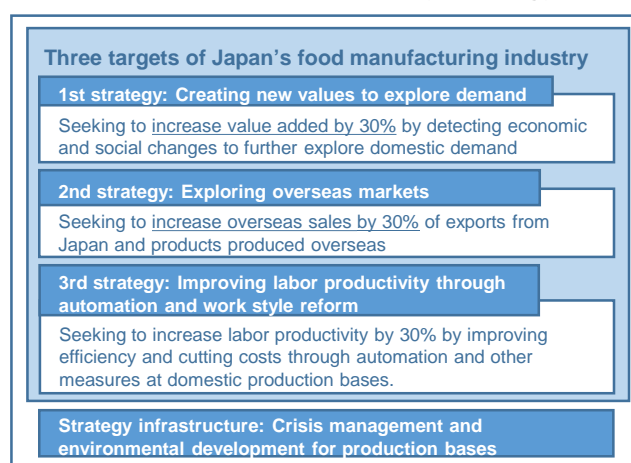 Three targets of Japan's food manufacturing industry
1st strategy: Creating new values to explore demand
Seeking to increase value added by 30% by detecting economic
and social changes to further explore domestic demand
2nd strategy: Exploring overseas markets
Seeking to increase overseas sales by 30% of exports from
Japan and products produced overseas
3rd strategy: Improving labor productivity through
automation and work style reform
Seeking to increase labor productivity by 30% by improving
efficiency and cutting costs through automation and other
measures at domestic production bases.
Strategy infrastructure: Crisis management and
environmental development for production bases